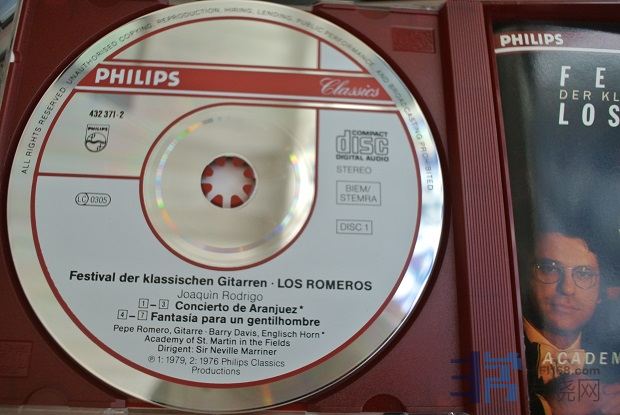 ALL RIGHTS RESERVED. UNAUTHORISED COPYING, REPRODUCTION, HIRING, LENDING, PUBLIC PERFORMANCE AND BROADCASTING PROHIBITED.
PHILIPS
Classics
432 371-2
PHILIPS
COMPACT
disc
DIGITAL AUDIO
STEREO
BIEM/
STEMRA
LC 0305
DISC 1
Festival der klassischen Gitarren · LOS ROMEROS
Joaquin Rodrigo
1 - 3 Concierto de Aranjuez*
4 - 7 Fantasia para un gentilhombre
Pepe Romero, Gitarre · Barry Davis, Englisch Horn*
Academy of St. Martin in the Fields
Dirigent: Sir Neville Marriner
℗ 1: 1979, 2: 1976 Philips Classics
Productions
PHILIPS
FE
DER KL
LOS
ACADEM